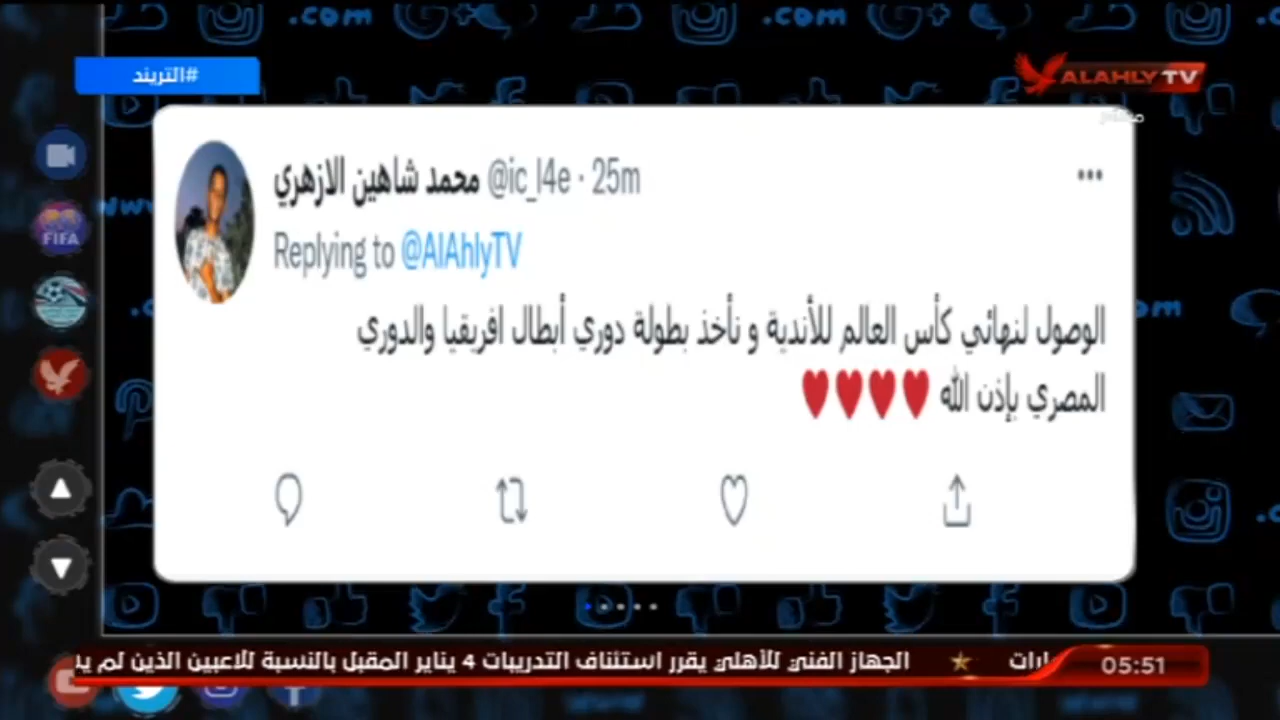 #التريند
ALAHLY TV
محمد شاهين الازهري @ic_l4e · 25m
Replying to @AlAhlyTV
الوصول لنهائي كأس العالم للأندية و نأخذ بطولة دوري أبطال افريقيا والدوري
المصري بإذن الله ♥♥♥♥
FIFA
الجهاز الفني للأهلي يقرر استئناف التدريبات 4 يناير المقبل بالنسبة للاعبين الذين لم
05:51